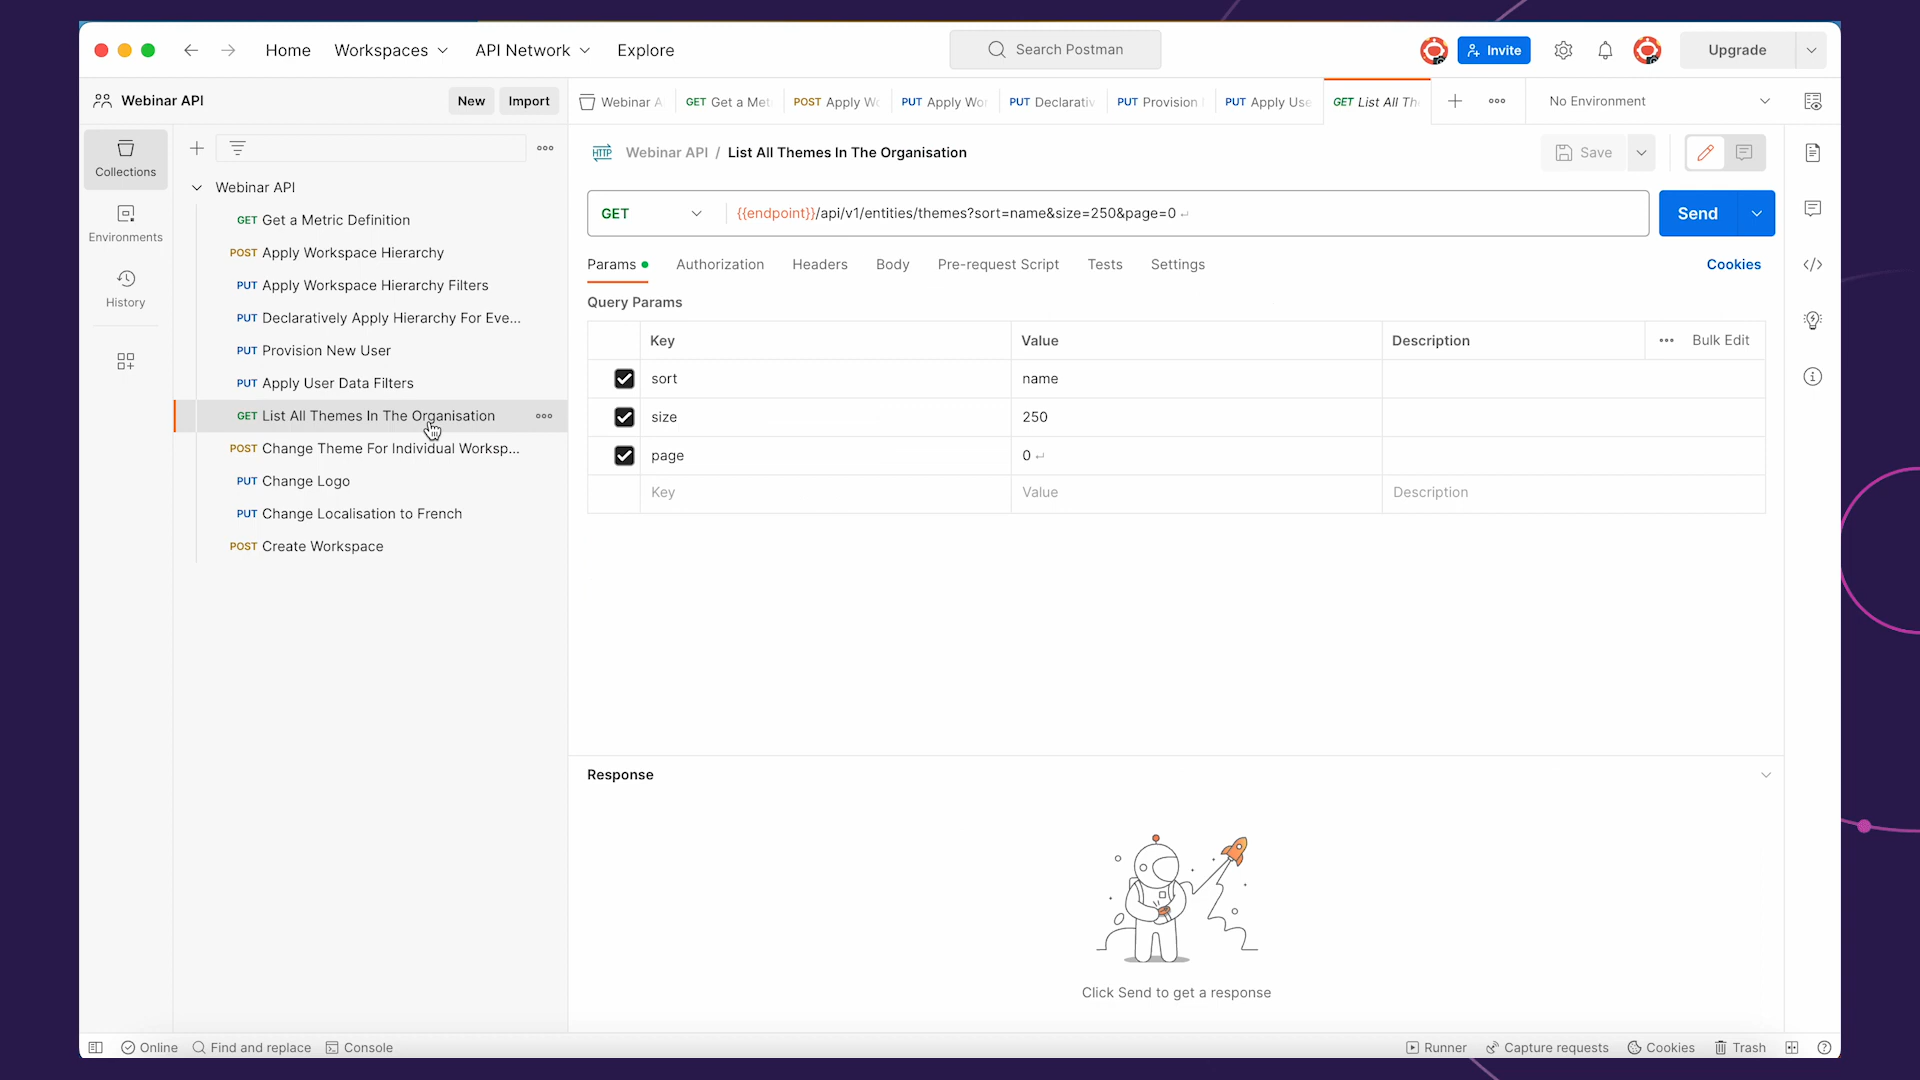 Home Workspaces API Network Explore Search Postman Invite Upgrade
Webinar API New Import
Webinar A GET Get a Me POST Apply Wo PUT Apply Wor PUT Declarativ PUT Provision PUT Apply Use GET List All Th No Environment
Collections
Environments
History
Webinar API
GET Get a Metric Definition
POST Apply Workspace Hierarchy
PUT Apply Workspace Hierarchy Filters
PUT Declaratively Apply Hierarchy For Eve...
PUT Provision New User
PUT Apply User Data Filters
GET List All Themes In The Organisation
POST Change Theme For Individual Worksp...
PUT Change Logo
PUT Change Localisation to French
POST Create Workspace
HTTP Webinar API / List All Themes In The Organisation Save
GET {{endpoint}}/api/v1/entities/themes?sort=name&size=250&page=0 ↵ Send
Params Authorization Headers Body Pre-request Script Tests Settings Cookies
Query Params
Key Value Description Bulk Edit
sort name
size 250
page 0 ↵
Key Value Description
Response
Click Send to get a response
Online Find and replace Console Runner Capture requests Cookies Trash